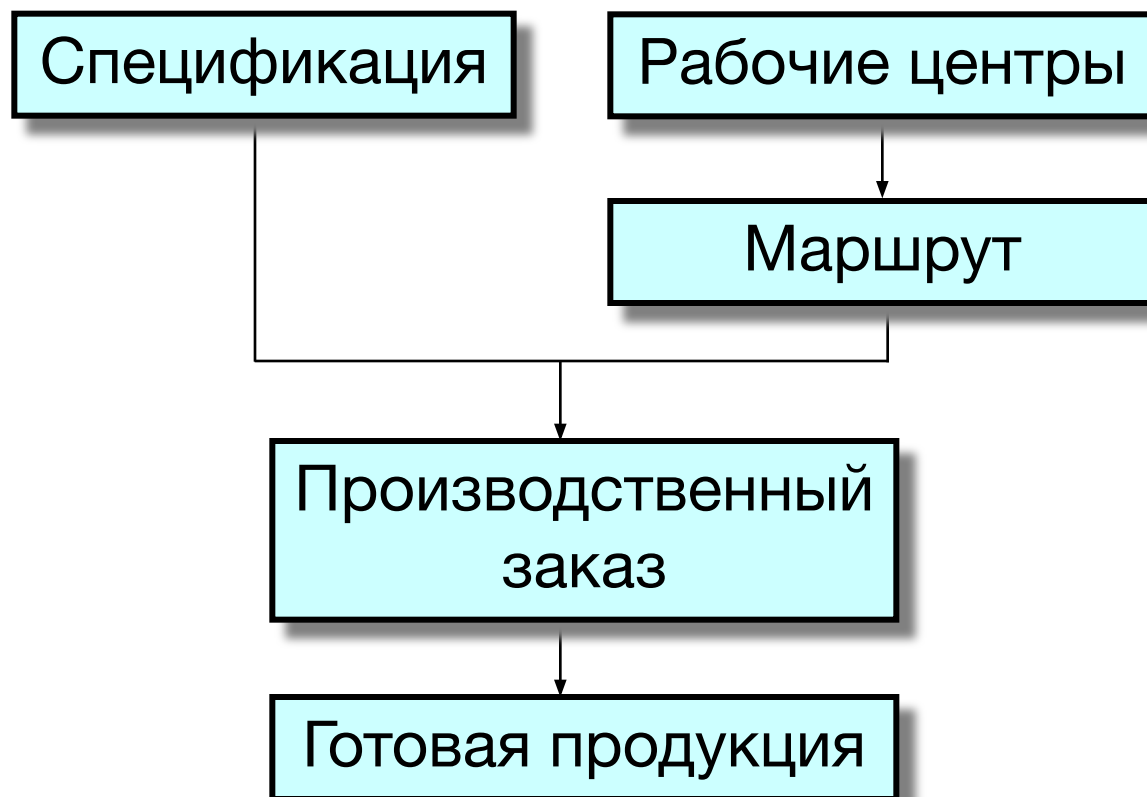 Спецификация
Рабочие центры
Маршрут
Производственный
заказ
Готовая продукция